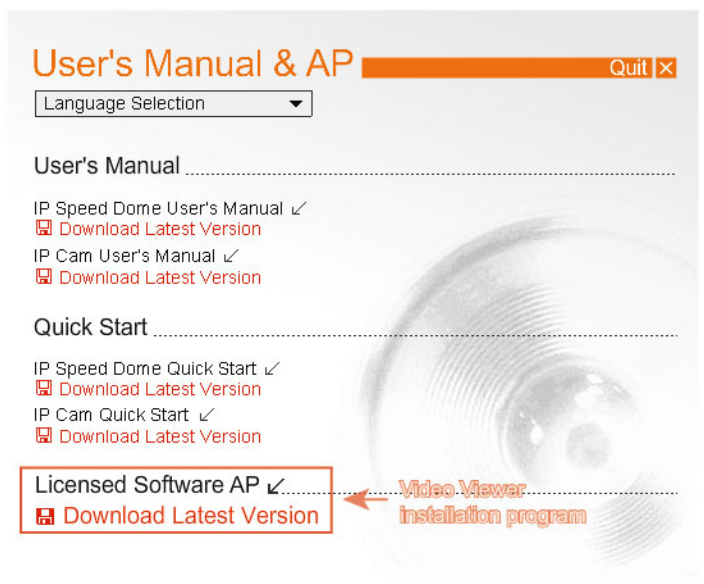 User's Manual & AP
Quit
Language Selection
User's Manual
IP Speed Dome User's Manual
Download Latest Version
IP Cam User's Manual
Download Latest Version
Quick Start
IP Speed Dome Quick Start
Download Latest Version
IP Cam Quick Start
Download Latest Version
Licensed Software AP
Download Latest Version
Video Viewer
installation program